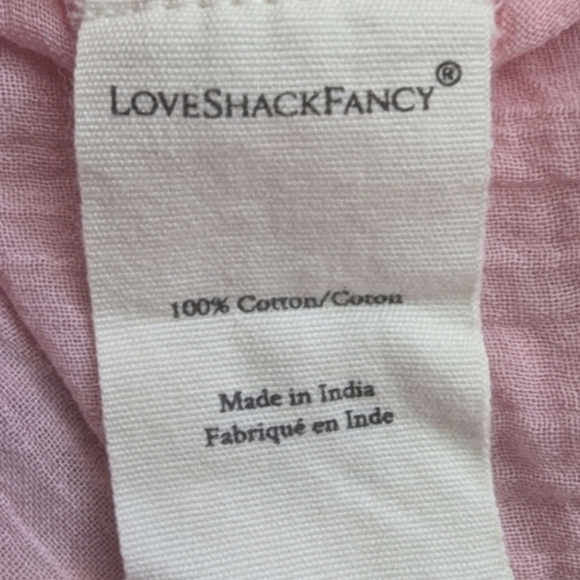 LOVESHACKFANCY®
100% Cotton/Coton
Made in India
Fabriqué en Inde